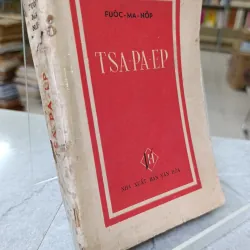 FUỐC-MA-NỐP
TSA-PA-EP
NHÀ XUẤT BẢN VĂN HÓA
TSA-PA-EP